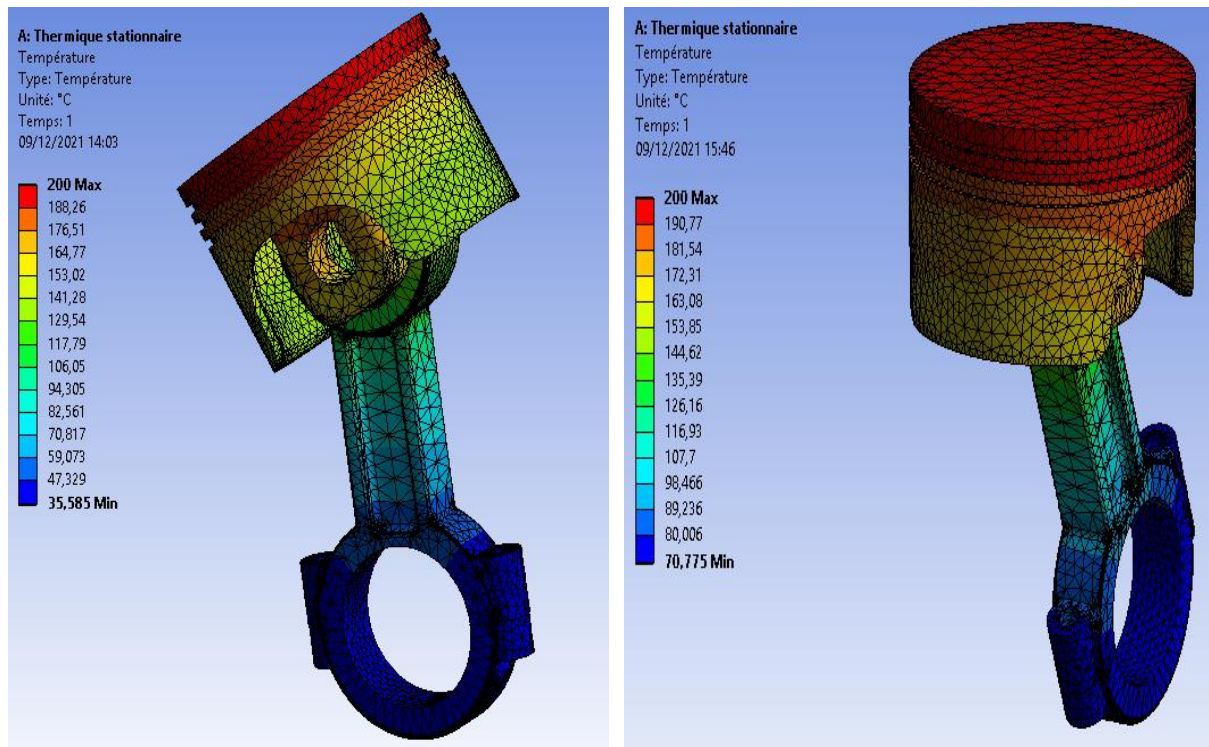 A: Thermique stationnaire
Température
Type: Température
Unité: °C
Temps: 1
09/12/2021 14:03
200 Max
188,26
176,51
164,77
153,02
141,28
129,54
117,79
106,05
94,305
82,561
70,817
59,073
47,329
35,585 Min
A: Thermique stationnaire
Température
Type: Température
Unité: °C
Temps: 1
09/12/2021 15:46
200 Max
190,77
181,54
172,31
163,08
153,85
144,62
135,39
126,16
116,93
107,7
98,466
89,236
80,006
70,775 Min